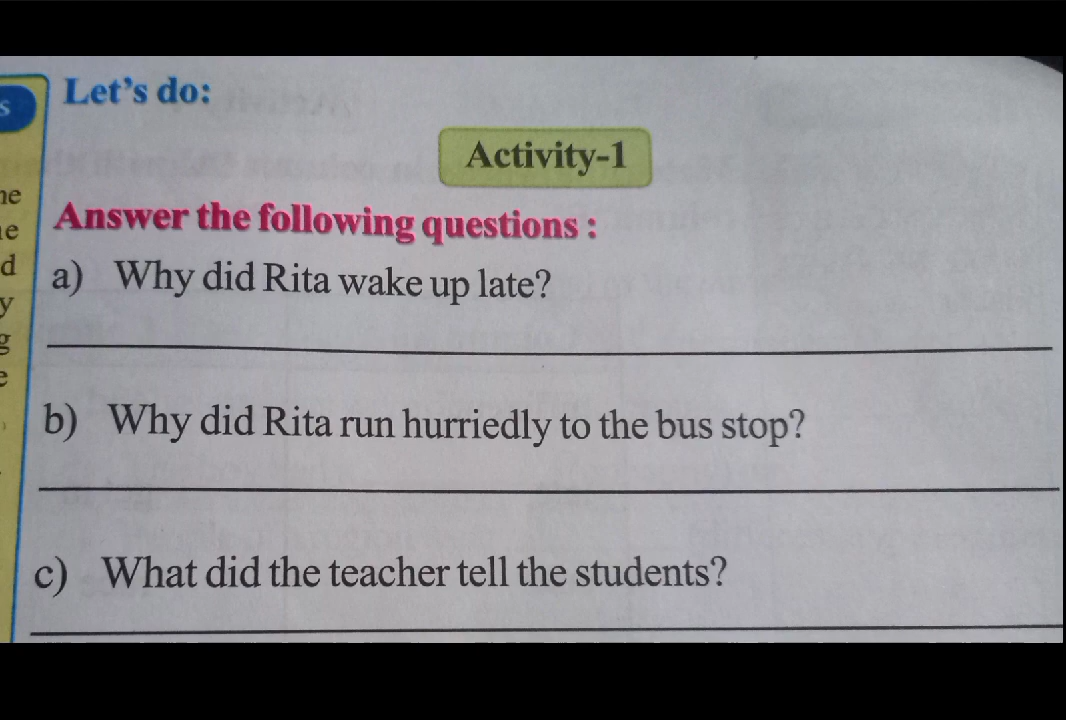 Let's do:
Activity-1
Answer the following questions :
a) Why did Rita wake up late?
b) Why did Rita run hurriedly to the bus stop?
c) What did the teacher tell the students?